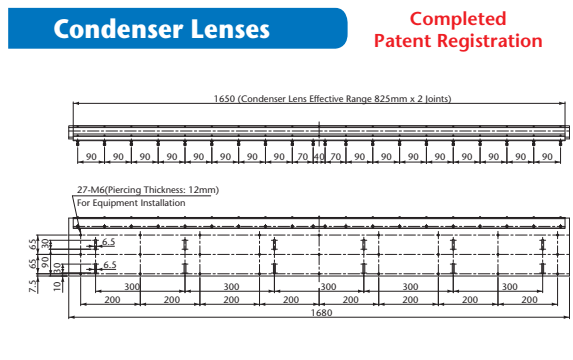 Condenser Lenses
Completed
Patent Registration
1650 (Condenser Lens Effective Range 825mm x 2 Joints)
90 90 90 90 90 90 90 90 70 40 70 90 90 90 90 90 90 90 90
27-M6(Piercing Thickness: 12mm)
For Equipment Installation
65 30 6.5
65 90 30 6.5
7.5 10
300 300 300 300
200 200 200 200 200 200 200 200
1680